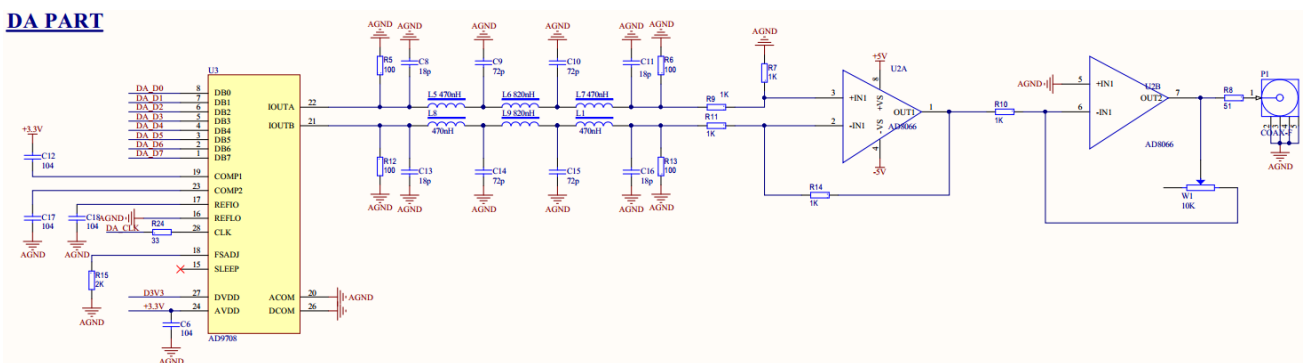 DA PART
AGND AGND AGND AGND AGND AGND
R5
100
C8
18p
C9
72p
C10
72p
C11
18p
R6
100
AGND
R7
1K
+5V
U2A
U3
DA_D0 8 DB0
DA_D1 7 DB1
DA_D2 6 DB2
DA_D3 5 DB3
DA_D4 4 DB4
DA_D5 3 DB5
DA_D6 2 DB6
DA_D7 1 DB7
IOUTA 22
IOUTB 21
L5 470nH
L6 820nH
L7 470nH
L8
470nH
L9 820nH
L1
470nH
R9 1K
R11
1K
3 +IN1
2 -IN1
8
+VS
-VS
4
OUT1 1
AD8066
-5V
R14
1K
R10
1K
AGND 5 +IN1
6 -IN1
U2B
OUT2 7
AD8066
R8
51
P1
1
2 3 4 5
COAX-F
AGND
W1
10K
+3.3V
C12
104
R12
100
C13
18p
C14
72p
C15
72p
C16
18p
R13
100
AGND AGND AGND AGND AGND AGND
19 COMP1
23 COMP2
17 REFIO
16 REFLO
28 CLK
18 FSADJ
15 SLEEP
27 DVDD
24 AVDD
C17
104
AGND
C18
104
AGND
AGND
DA_CLK
R24
33
R15
2K
AGND
D3V3
+3.3V
C6
104
AGND
ACOM 20 AGND
DCOM 26
AD9708